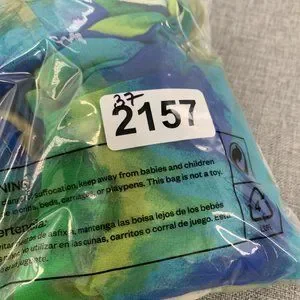 37
2157
NING:
suffocation, keep away from babies and children
beds, carriages, or playpens. This bag is not a toy.
ertencia:
asfixia, mantenga las bolsa lejos de los bebés
utilizar en las cunas, carritos o corral de juego. Esta
juguete.